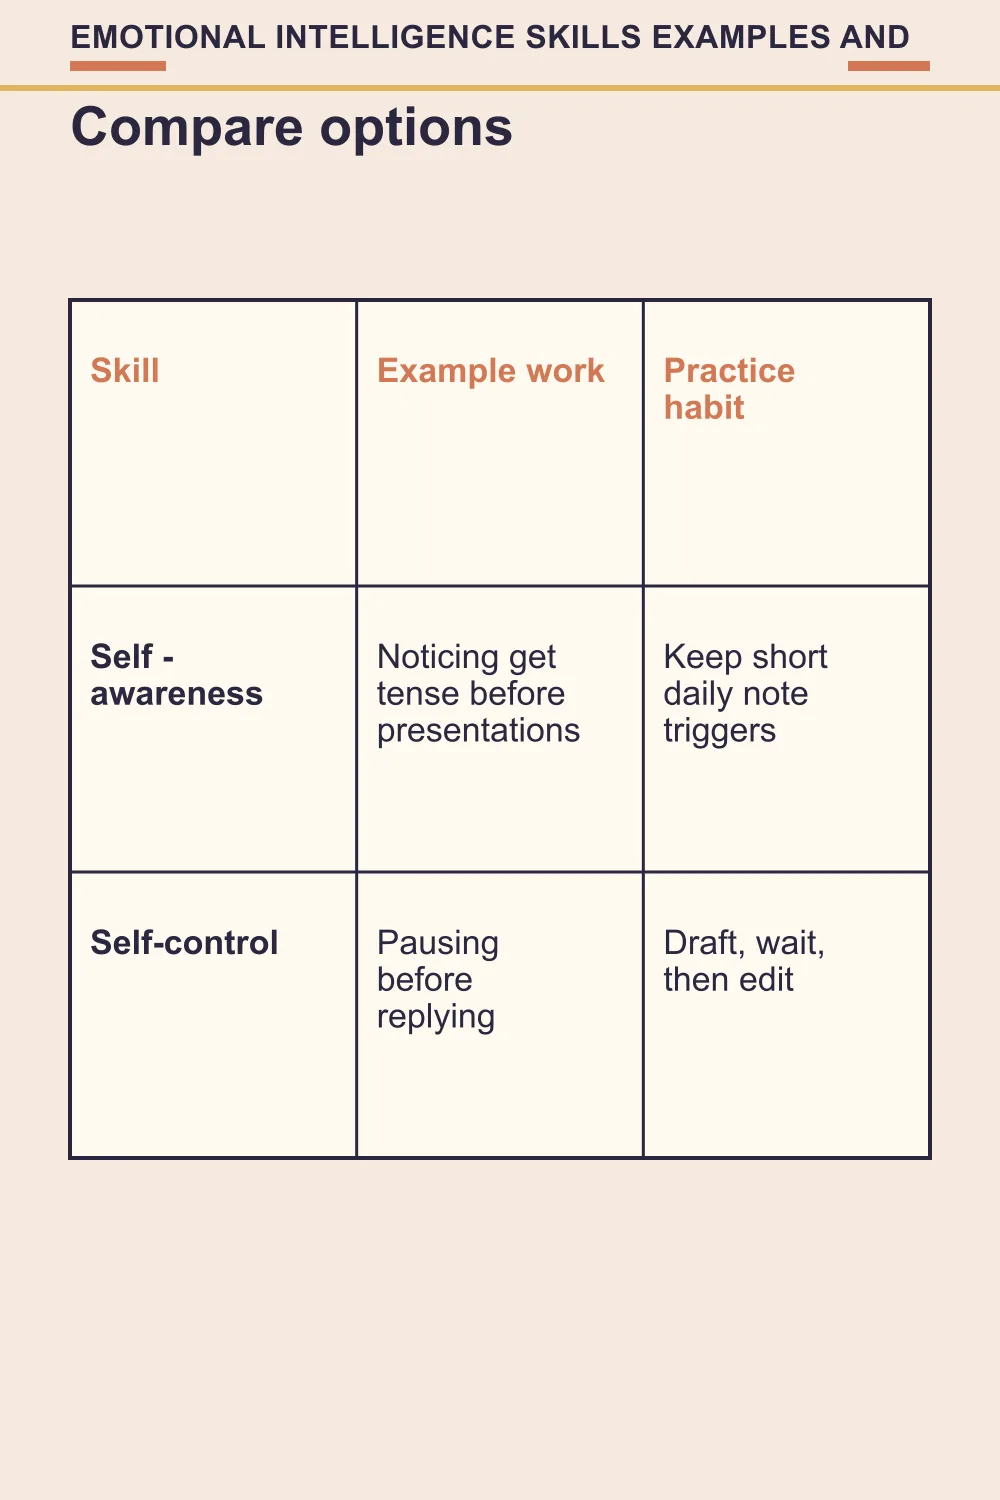 EMOTIONAL INTELLIGENCE SKILLS EXAMPLES AND
Compare options
Skill
Example work
Practice
habit
Self -
awareness
Noticing get
tense before
presentations
Keep short
daily note
triggers
Self-control
Pausing
before
replying
Draft, wait,
then edit